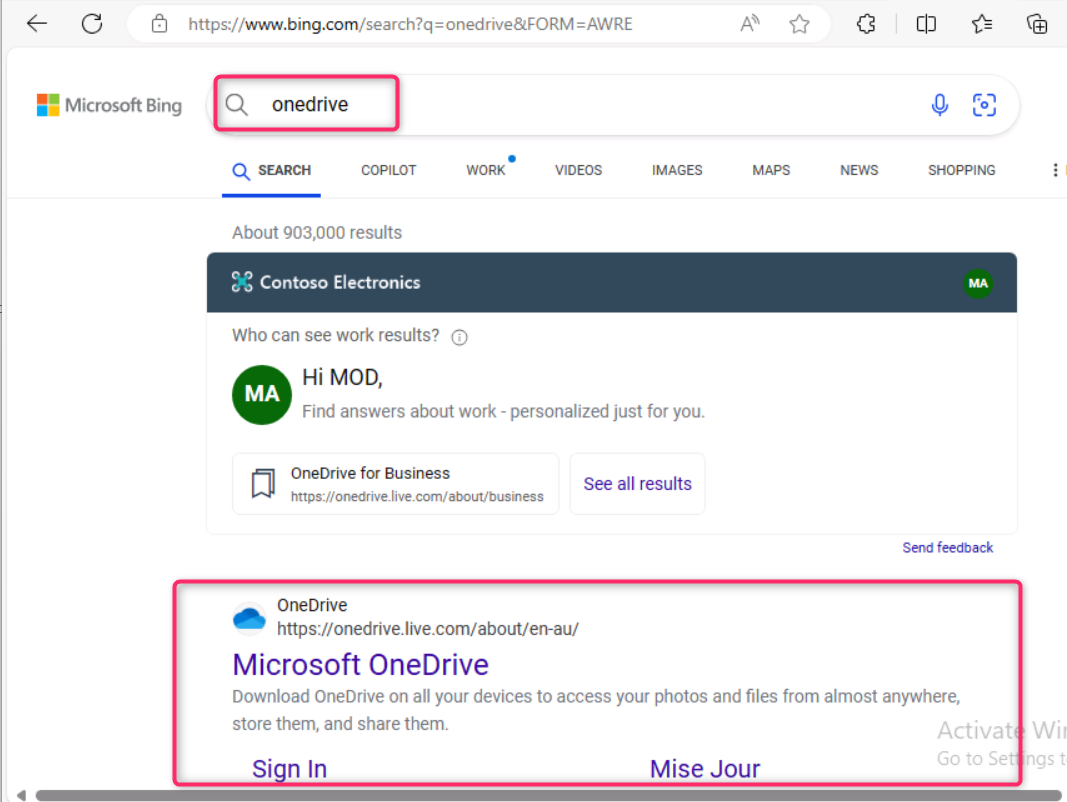 https://www.bing.com/search?q=onedrive&FORM=AWRE
Microsoft Bing
onedrive
SEARCH COPILOT WORK VIDEOS IMAGES MAPS NEWS SHOPPING
About 903,000 results
Contoso Electronics MA
Who can see work results?
MA
Hi MOD,
Find answers about work - personalized just for you.
OneDrive for Business
https://onedrive.live.com/about/business
See all results
Send feedback
OneDrive
https://onedrive.live.com/about/en-au/
Microsoft OneDrive
Download OneDrive on all your devices to access your photos and files from almost anywhere,
store them, and share them.
Sign In Mise Jour
Activate Win
Go to Settings t